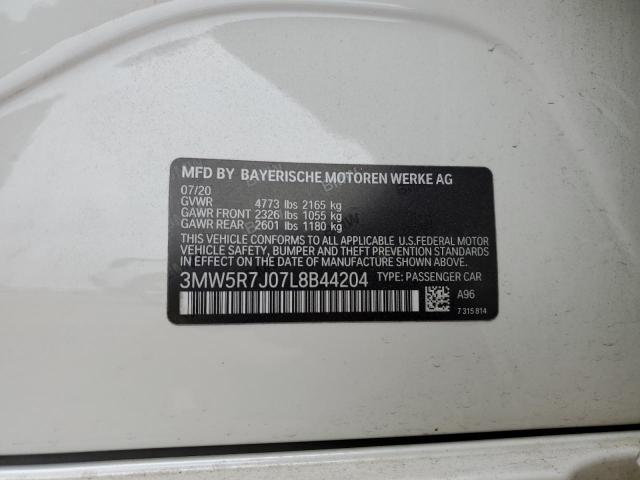 MFD BY BAYERISCHE MOTOREN WERKE AG
07/20
GVWR 4773 lbs 2165 kg
GAWR FRONT 2326 lbs 1055 kg
GAWR REAR 2601 lbs 1180 kg
THIS VEHICLE CONFORMS TO ALL APPLICABLE U.S.FEDERAL MOTOR
VEHICLE SAFETY, BUMPER AND THEFT PREVENTION STANDARDS
IN EFFECT ON THE DATE OF MANUFACTURE SHOWN ABOVE.
3MW5R7J07L8B44204 TYPE: PASSENGER CAR
A96
7 315 814